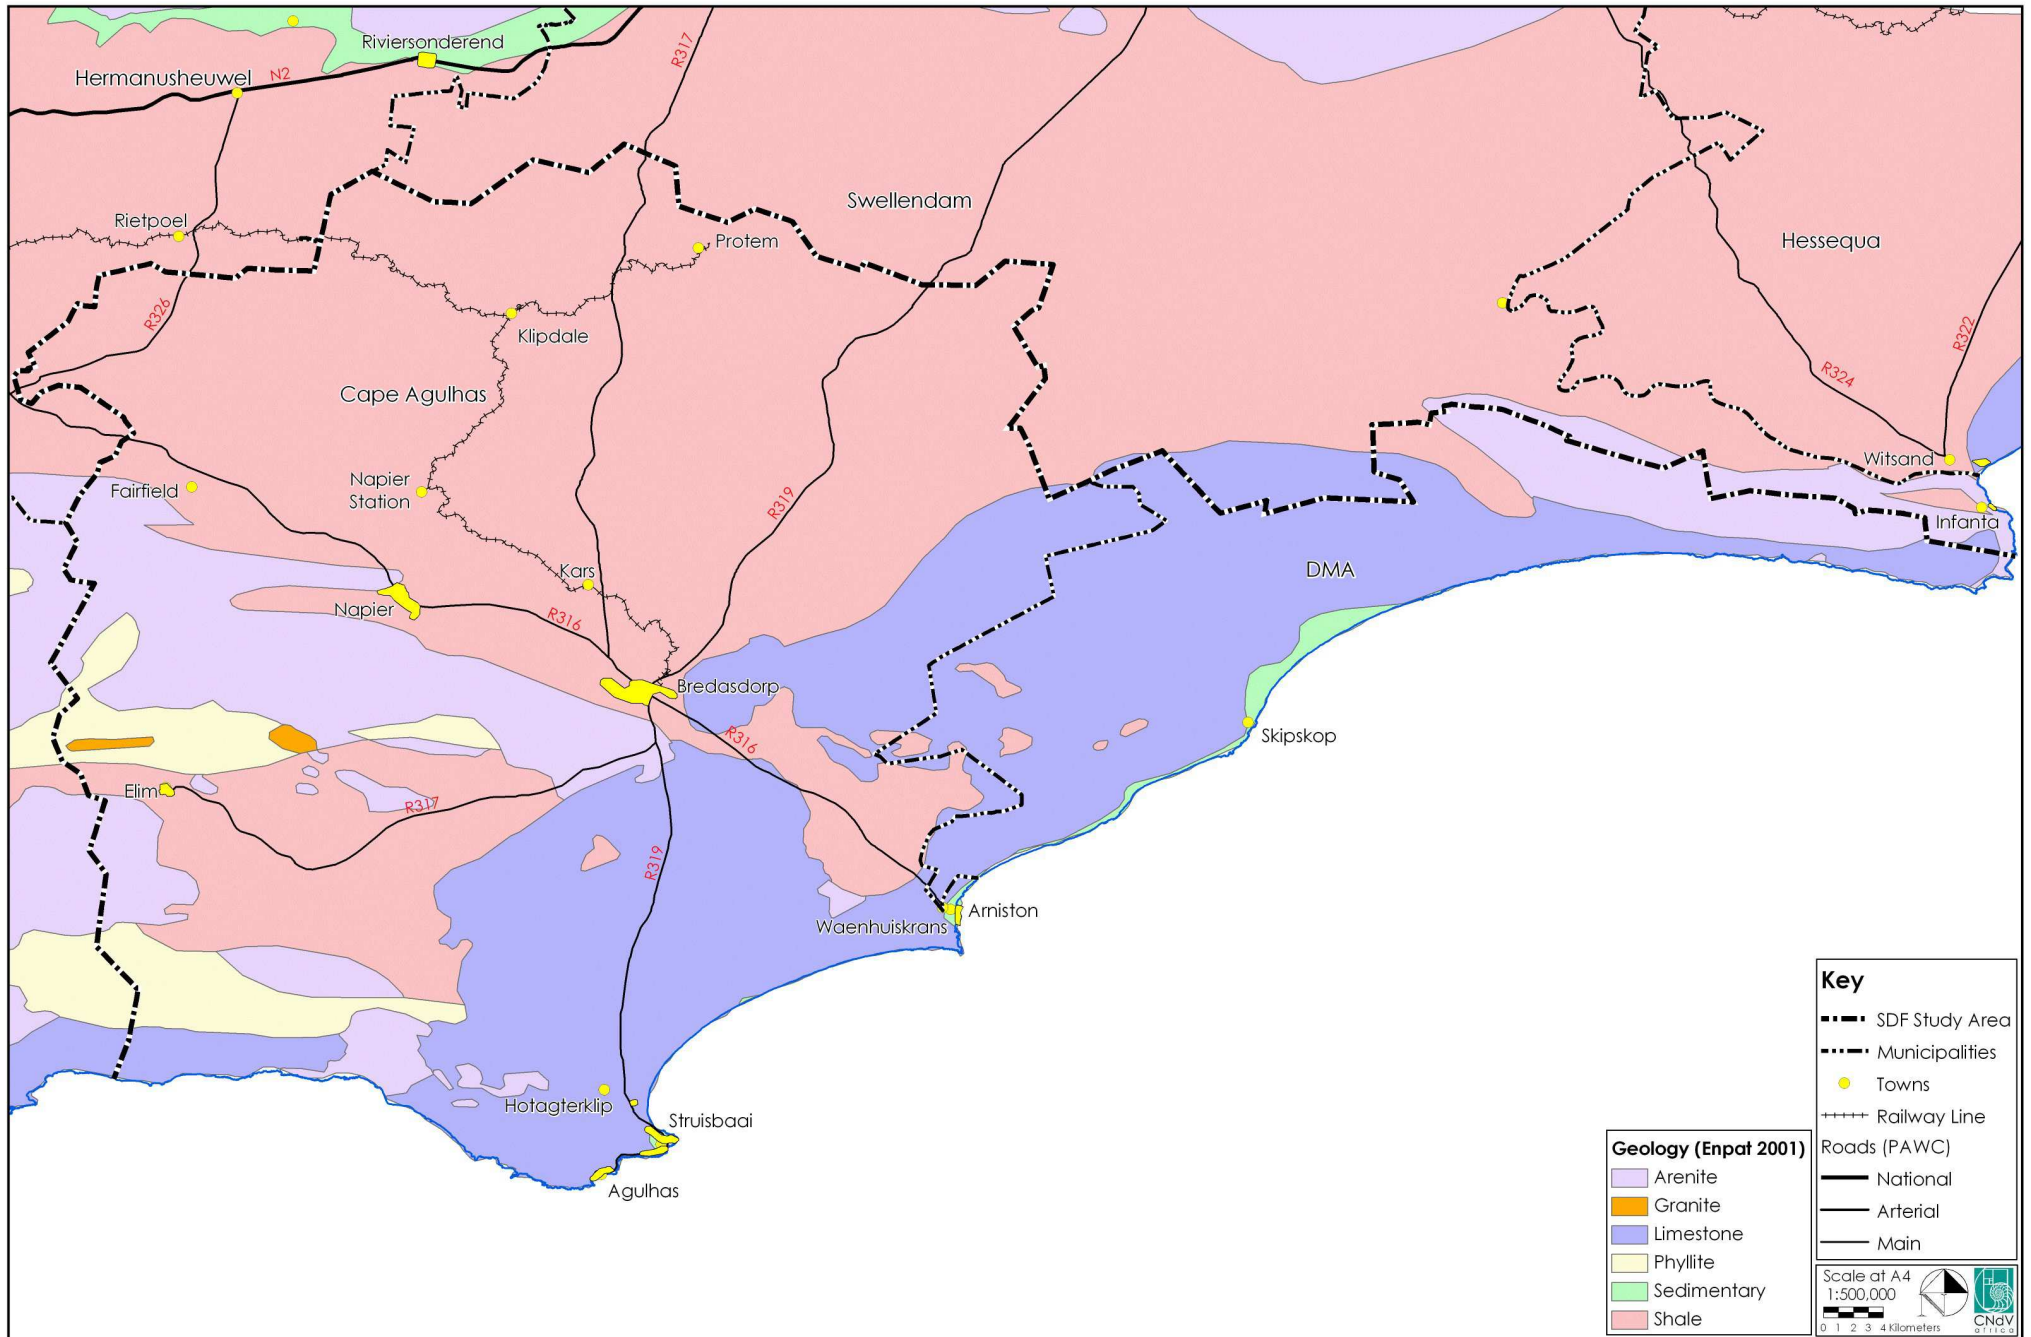 Riviersonderend
Hermanusheuwel
N2
R317
Swellendam
Rietpoel
Protem
Hessequa
R326
Klipdale
R322
Cape Agulhas
R324
Napier
Station
Fairfield
R319
Witsand
Infanta
Kars
DMA
Napier
R316
Bredasdorp
R316
Skipskop
Elim
R317
R319
Arniston
Waenhuiskrans
Hotagterklip
Struisbaai
Agulhas
Key
SDF Study Area
Municipalities
Towns
Railway Line
Roads (PAWC)
National
Arterial
Main
Geology (Enpat 2001)
Arenite
Granite
Limestone
Phyllite
Sedimentary
Shale
Scale at A4
1:500,000
0 1 2 3 4 Kilometers
CNdV
africa